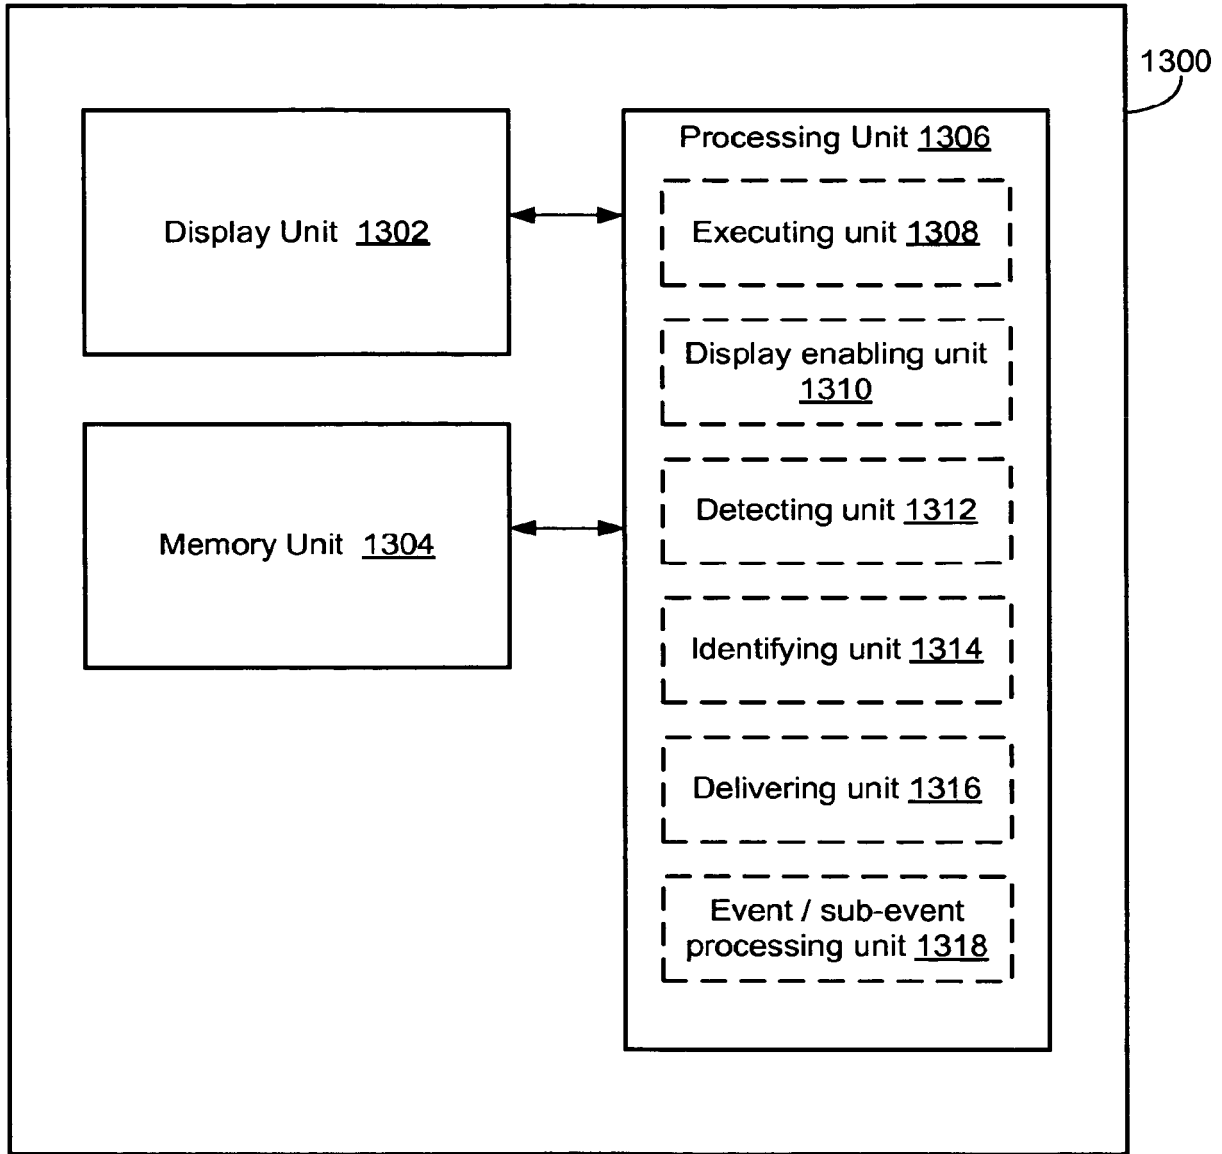 1300
Processing Unit 1306
Display Unit 1302
Executing unit 1308
Display enabling unit
1310
Detecting unit 1312
Memory Unit 1304
Identifying unit 1314
Delivering unit 1316
Event / sub-event
processing unit 1318